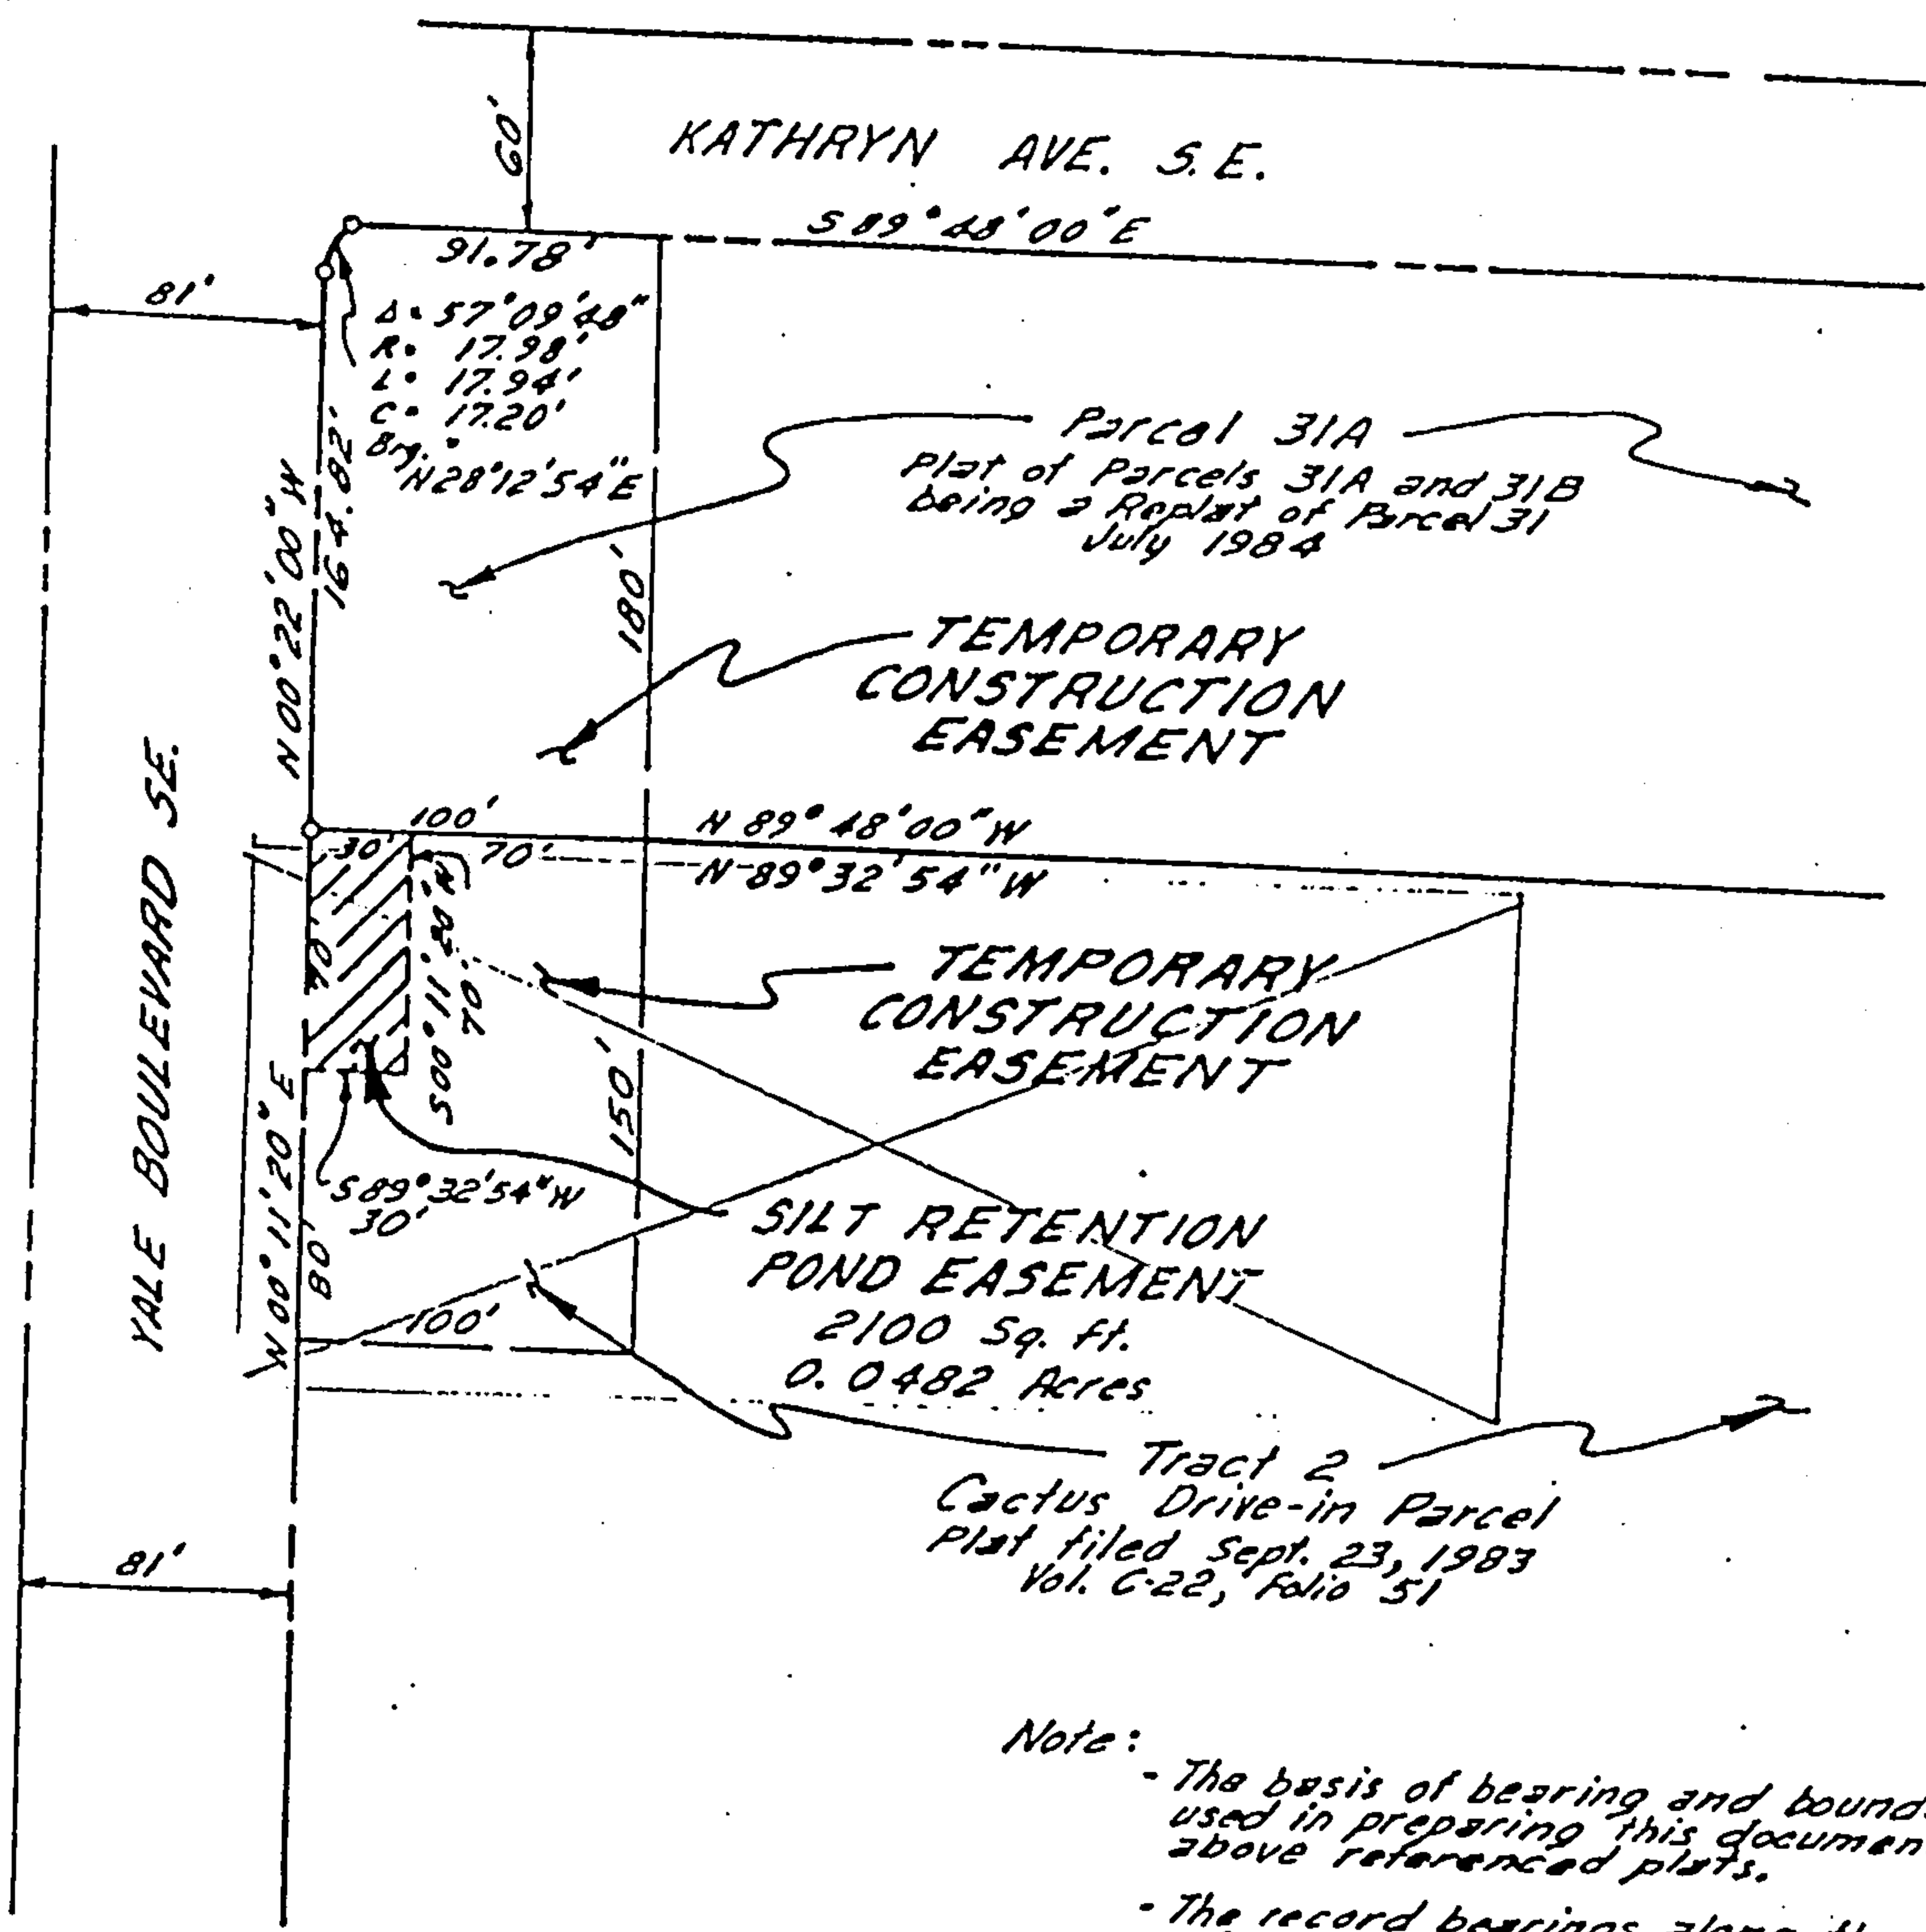 60'
KATHRYN AVE. S.E.
S 89° 48' 00" E
91.78'
81'
Δ= 57°09'48"
R= 17.98'
L= 17.94'
C= 17.20'
Brg. =
N28°12'54"E
N00°22'00"W
164.82'
Parcel 31A
Plat of Parcels 31A and 31B
being a Replat of Parcel 31
July 1984
180'
TEMPORARY
CONSTRUCTION
EASEMENT
YALE BOULEVARD SE.
100'
N 89° 48' 00" W
30'
70'
N 89° 32' 54" W
70'
S00° 11' 20" W
70'
TEMPORARY
CONSTRUCTION
EASEMENT
150'
N 00° 11' 20" E
80'
S 89° 32' 54" W
30'
SILT RETENTION
POND EASEMENT
2100 Sq. ft.
0.0482 Acres
100'
Tract 2
Cactus Drive-in Parcel
Plat filed Sept. 23, 1983
Vol. C-22, Folio 51
81'
Note:
- The basis of bearing and bound
used in preparing this documen
above referenced plats.
- The record bearings along